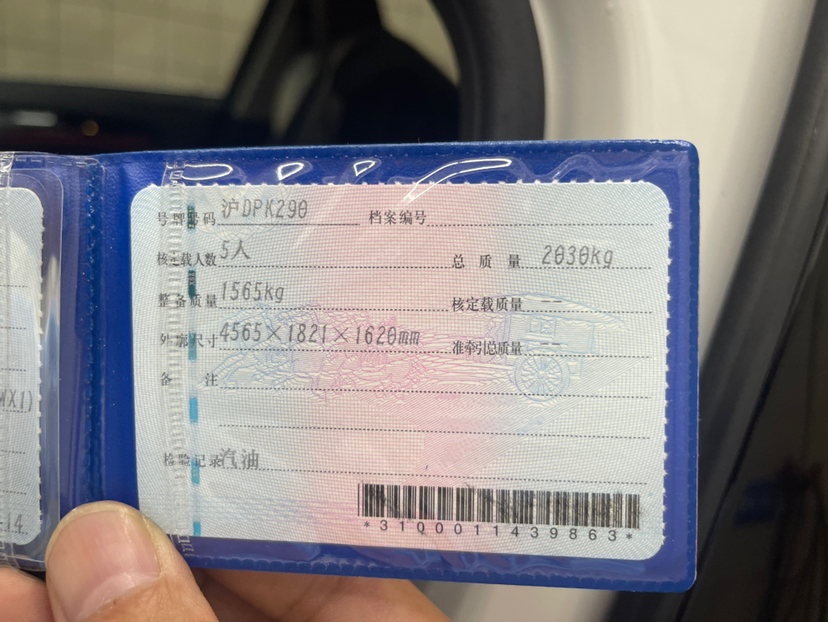 号牌号码 沪DPK290 档案编号
核定载人数 5人 总质量 2030kg
整备质量 1565kg 核定载质量 --
外廓尺寸 4565×1821×1620mm 准牵引总质量 --
备注
检验记录 汽油
*3100011439863*
X1)
14